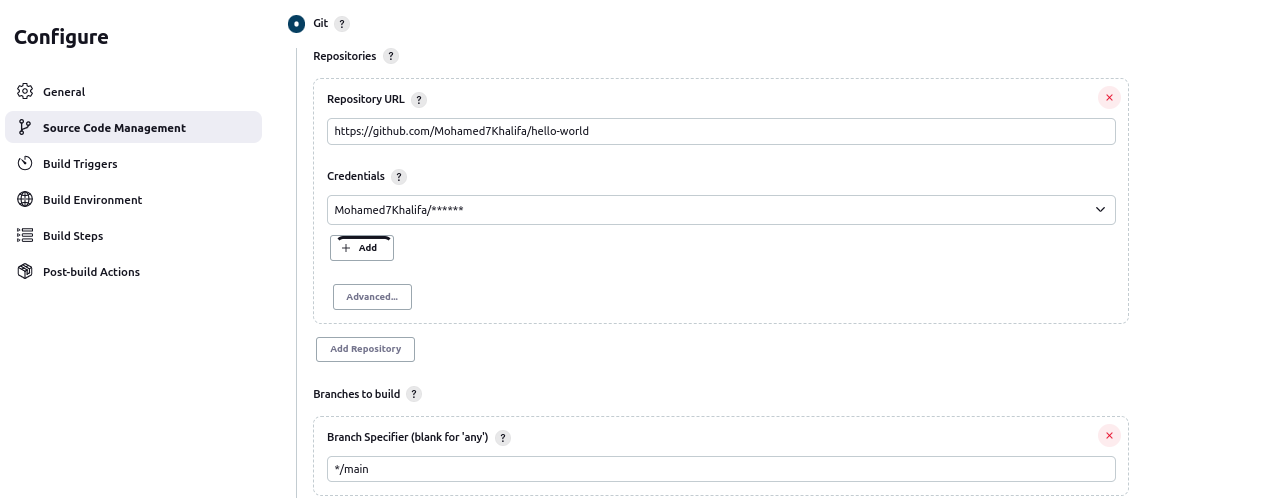 Configure
General
Source Code Management
Build Triggers
Build Environment
Build Steps
Post-build Actions
Git ?
Repositories ?
Repository URL ?
https://github.com/Mohamed7Khalifa/hello-world
Credentials ?
Mohamed7Khalifa/******
+ Add
Advanced...
Add Repository
Branches to build ?
Branch Specifier (blank for 'any') ?
*/main